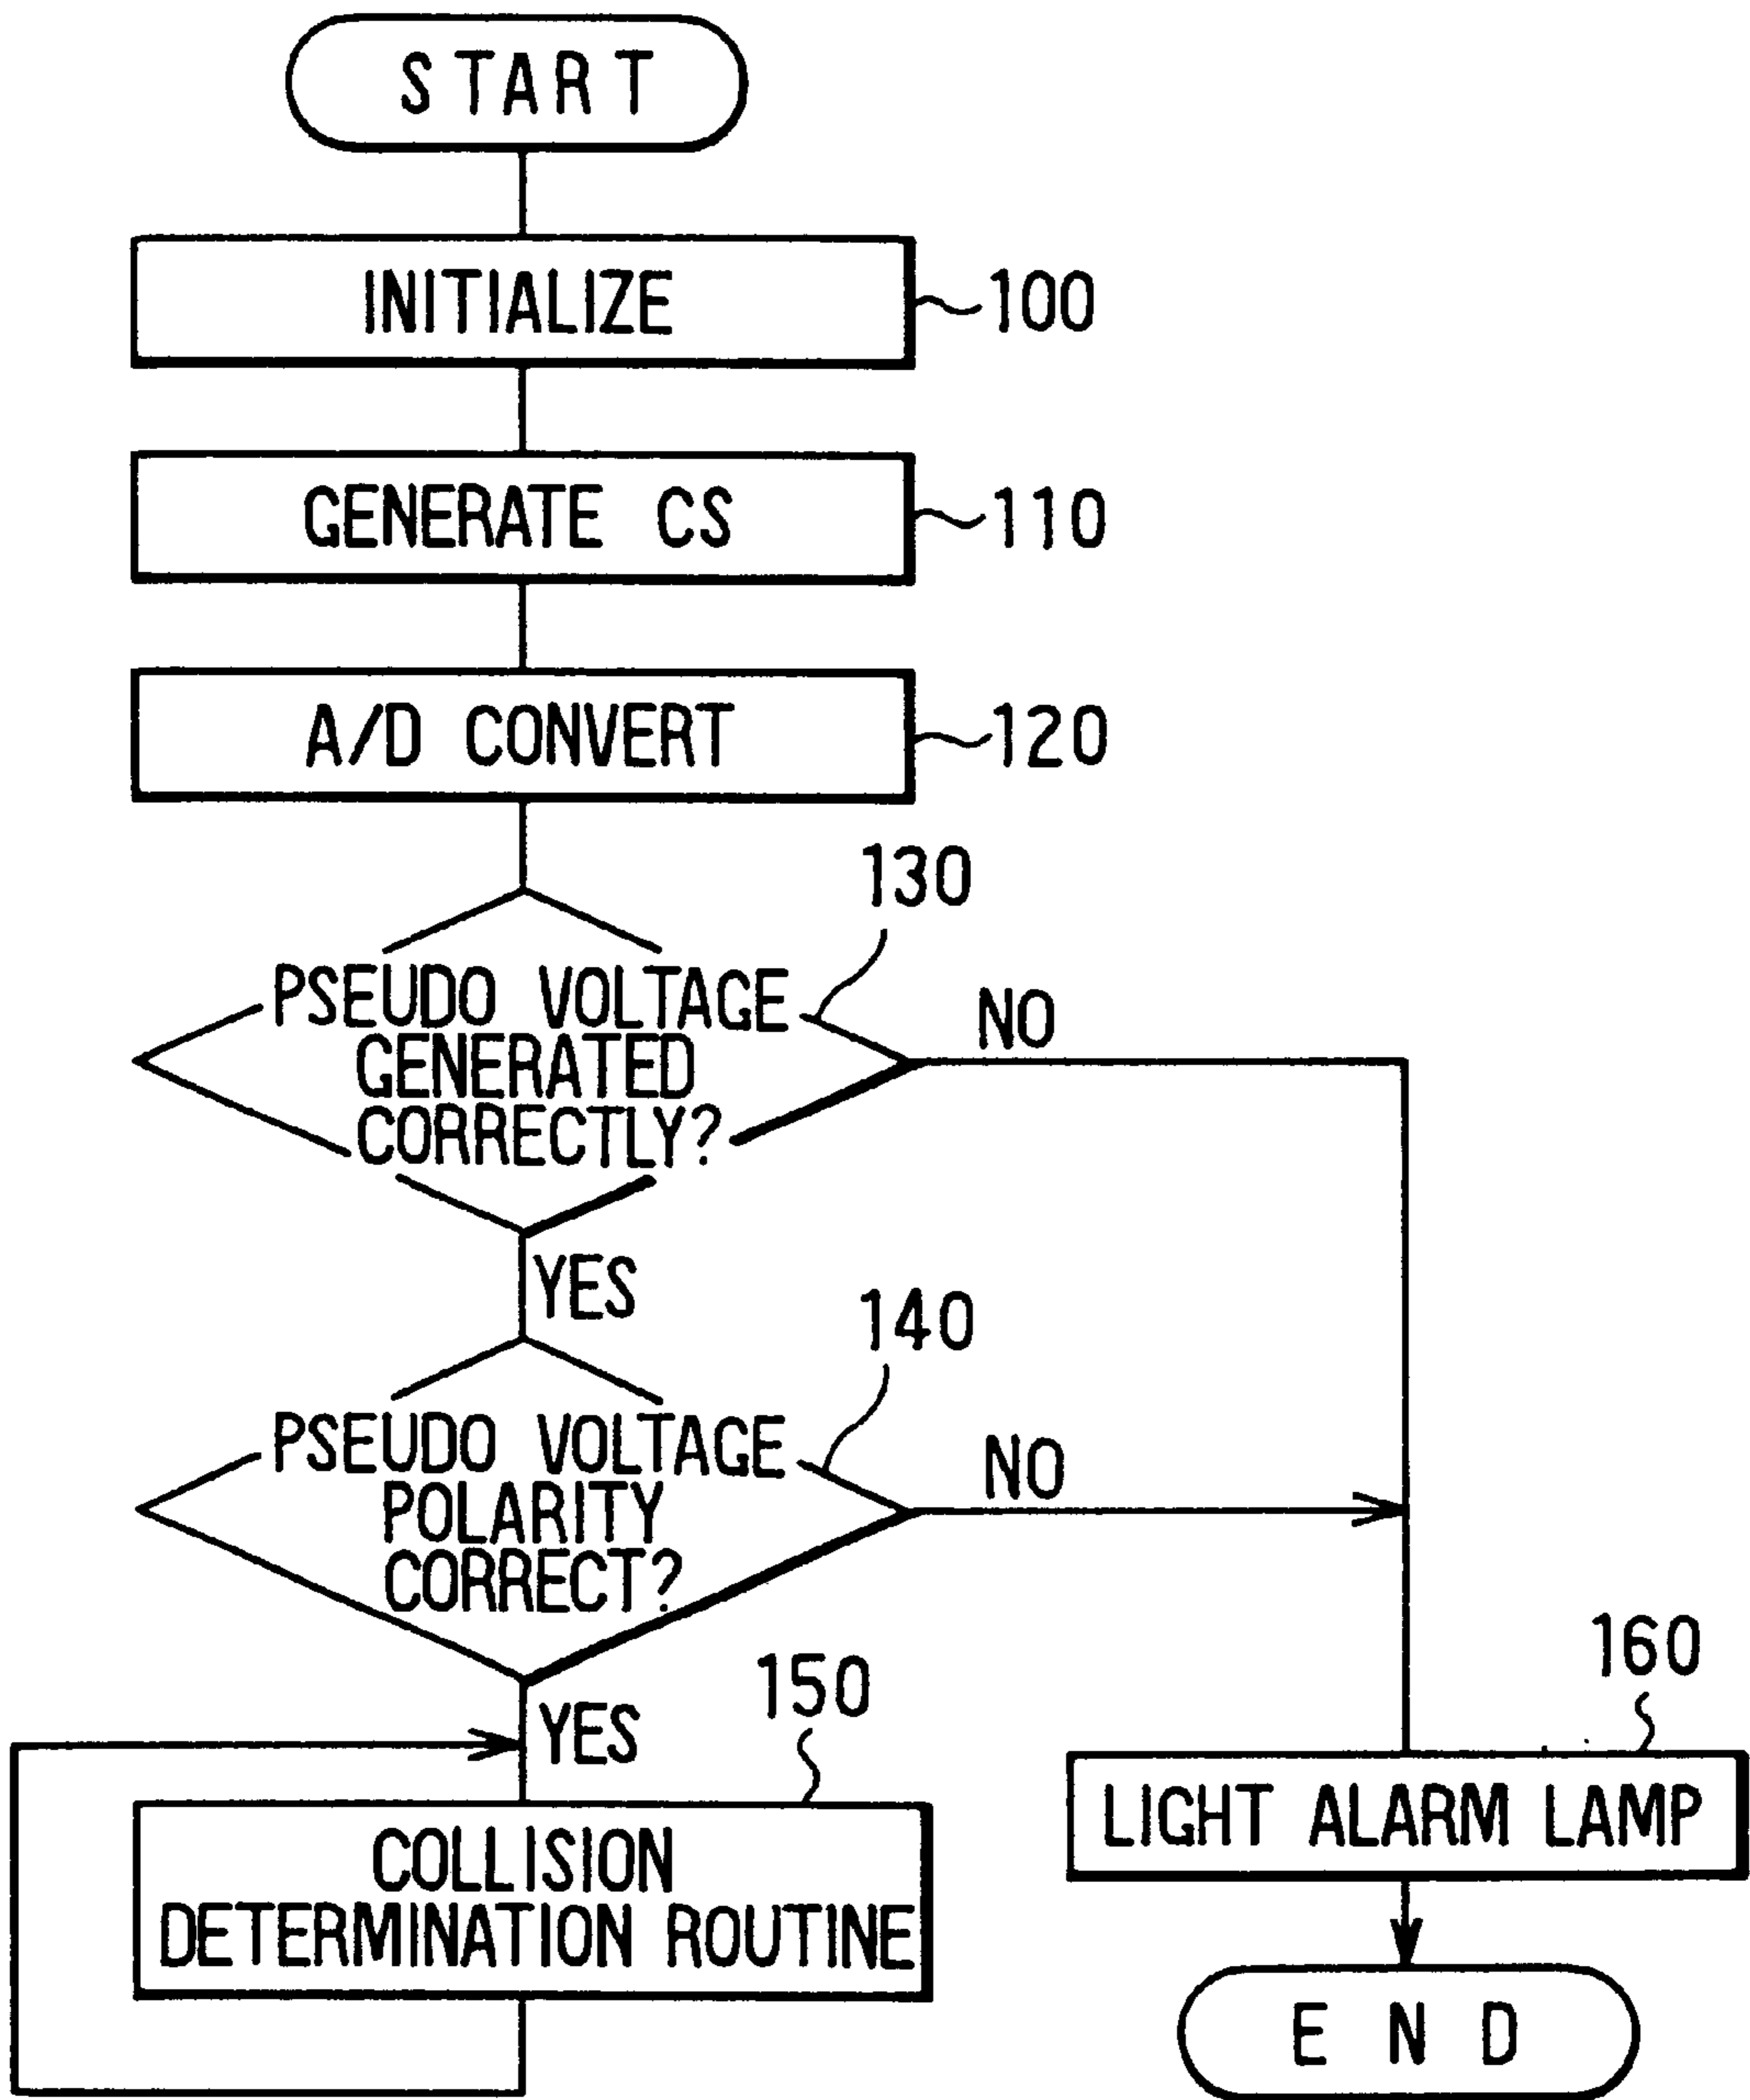 START
INITIALIZE
100
GENERATE CS
110
A/D CONVERT
120
130
PSEUDO VOLTAGE
GENERATED
CORRECTLY?
NO
YES
140
PSEUDO VOLTAGE
POLARITY
CORRECT?
NO
YES
150
COLLISION
DETERMINATION ROUTINE
160
LIGHT ALARM LAMP
END